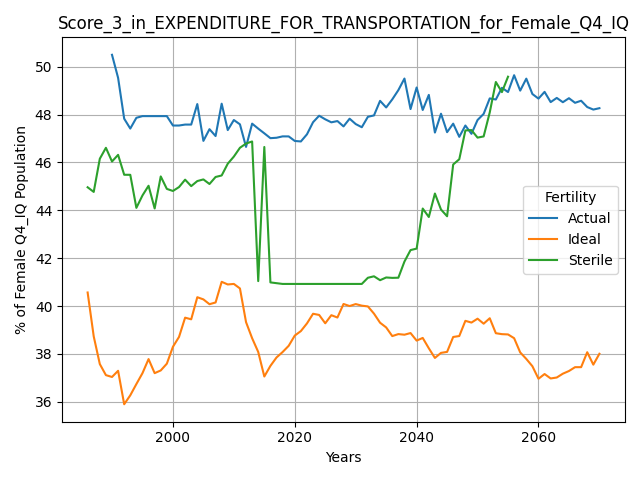 Score_3_in_EXPENDITURE_FOR_TRANSPORTATION_for_Female_Q4_IQ
% of Female Q4_IQ Population
50
48
46
44
42
40
38
36
2000
2020
2040
2060
Years
Fertility
Actual
Ideal
Sterile